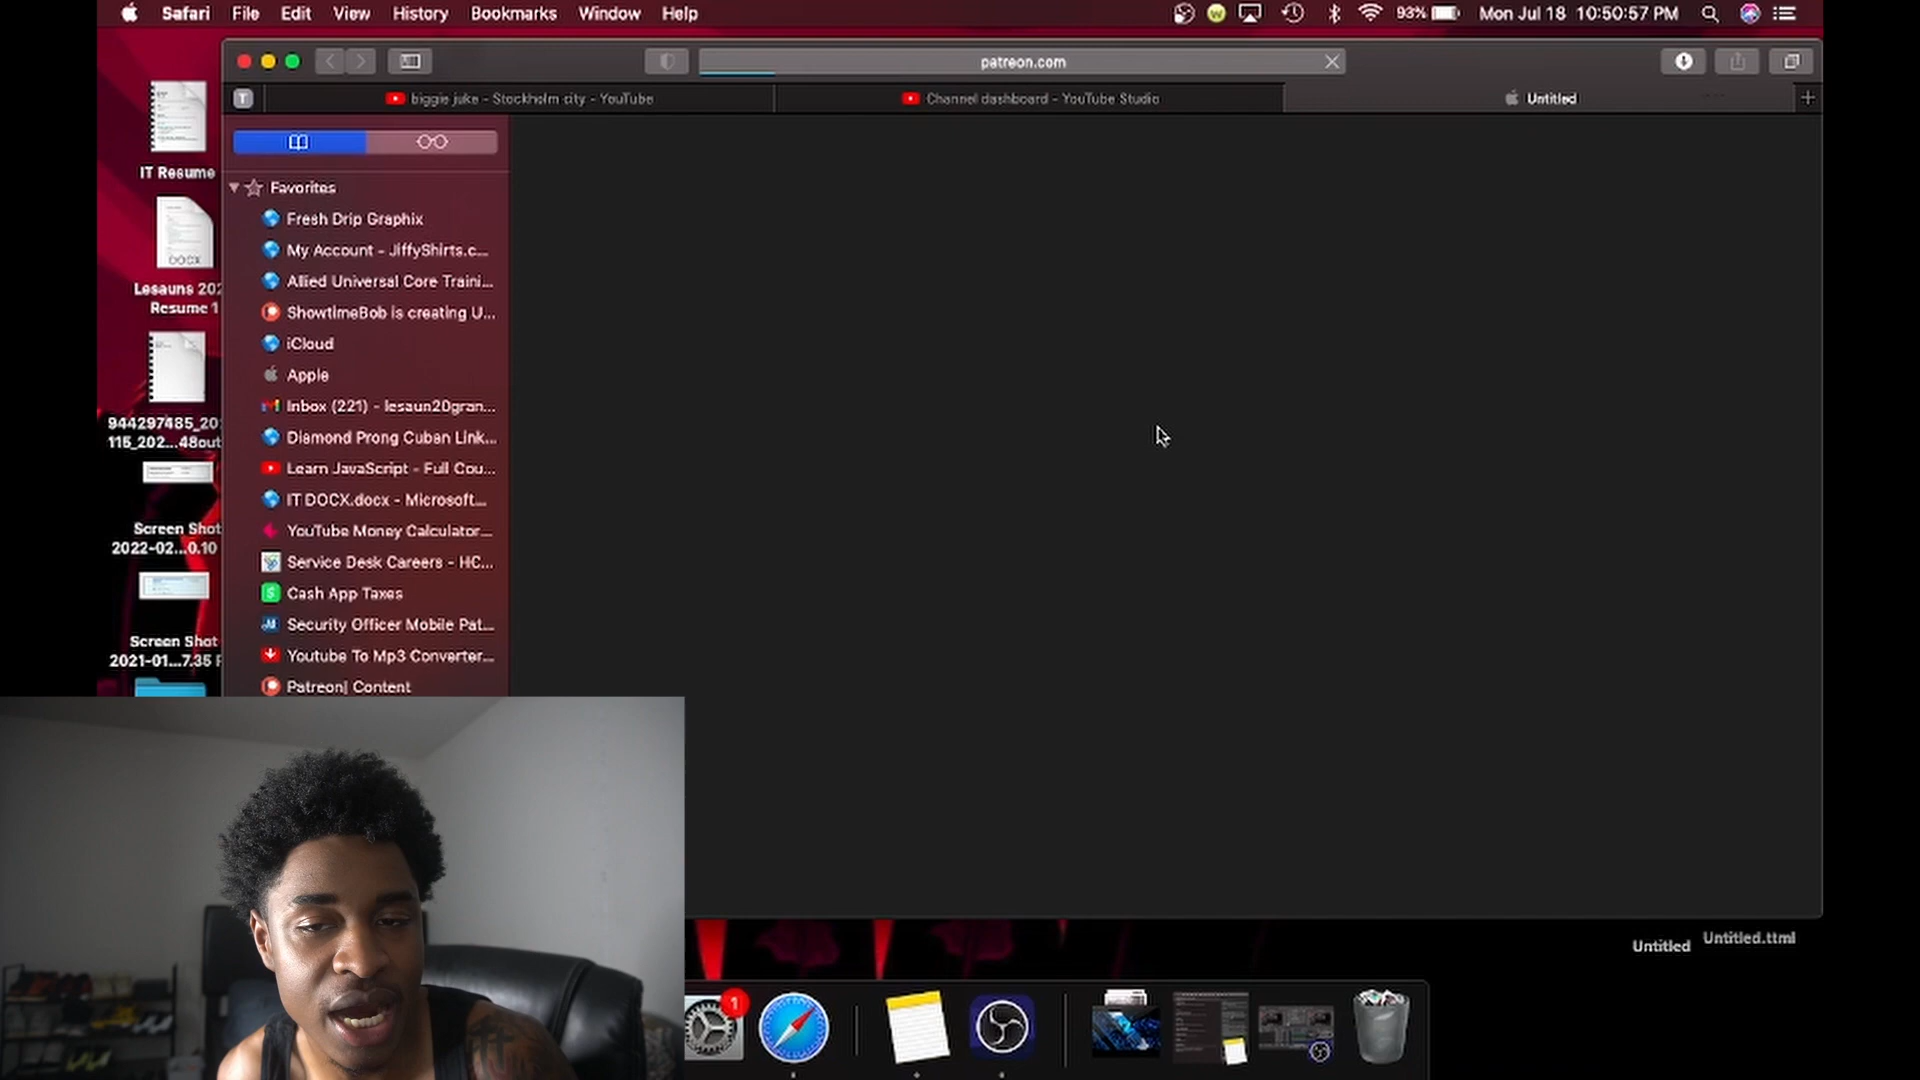 Safari File Edit View History Bookmarks Window Help
93% Mon Jul 18 10:50:57 PM
patreon.com
T
biggie juke - Stockholm city - YouTube
Channel dashboard - YouTube Studio
Untitled
IT Resume
DOCX
Lesauns 202
Resume 1
944297485_20
115_202...48out
Screen Shot
2022-02...0.10
Screen Shot
2021-01...7.35 F
Favorites
Fresh Drip Graphix
My Account - JiffyShirts.c...
Allied Universal Core Traini...
ShowtimeBob is creating U...
iCloud
Apple
Inbox (221) - lesaun20gran...
Diamond Prong Cuban Link...
Learn JavaScript - Full Cou...
IT DOCX.docx - Microsoft...
YouTube Money Calculator...
Service Desk Careers - HC...
Cash App Taxes
Security Officer Mobile Pat...
Youtube To Mp3 Converter...
Patreon| Content
Untitled
Untitled.ttml
1